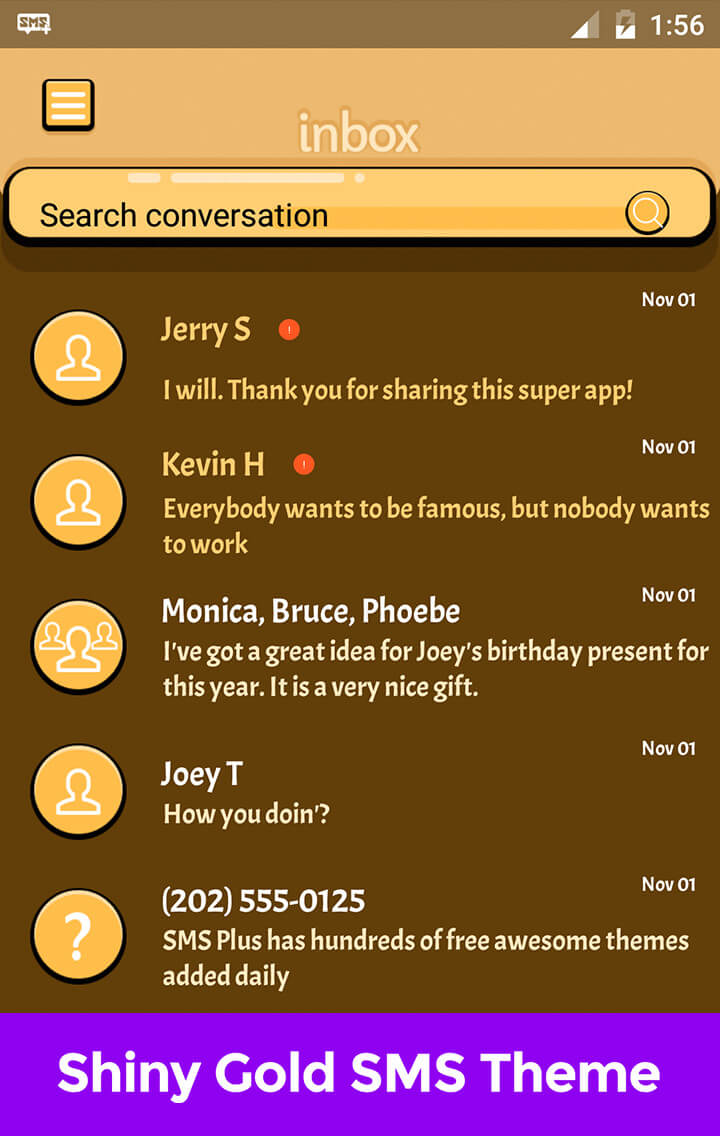 SMS
1:56
inbox
Search conversation
Nov 01
Jerry S
!
I will. Thank you for sharing this super app!
Nov 01
Kevin H
!
Everybody wants to be famous, but nobody wants
to work
Nov 01
Monica, Bruce, Phoebe
I've got a great idea for Joey's birthday present for
this year. It is a very nice gift.
Nov 01
Joey T
How you doin'?
Nov 01
(202) 555-0125
?
SMS Plus has hundreds of free awesome themes
added daily
Shiny Gold SMS Theme